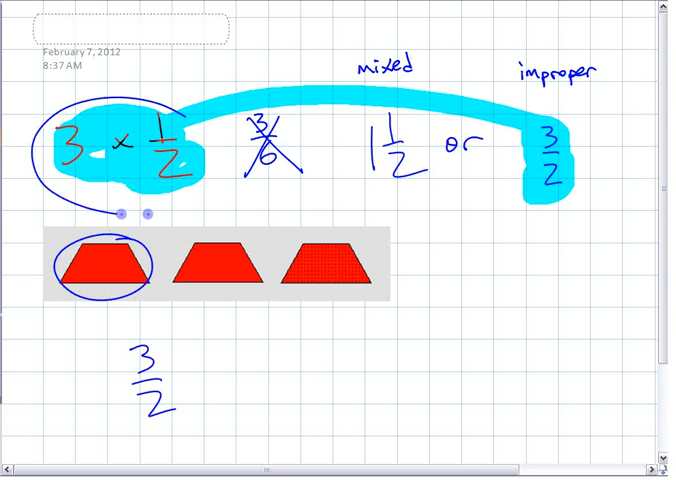 February 7, 2012
8:37 AM
mixed improper
3 × 1/2 3/6 1 1/2 or 3/2
3/2